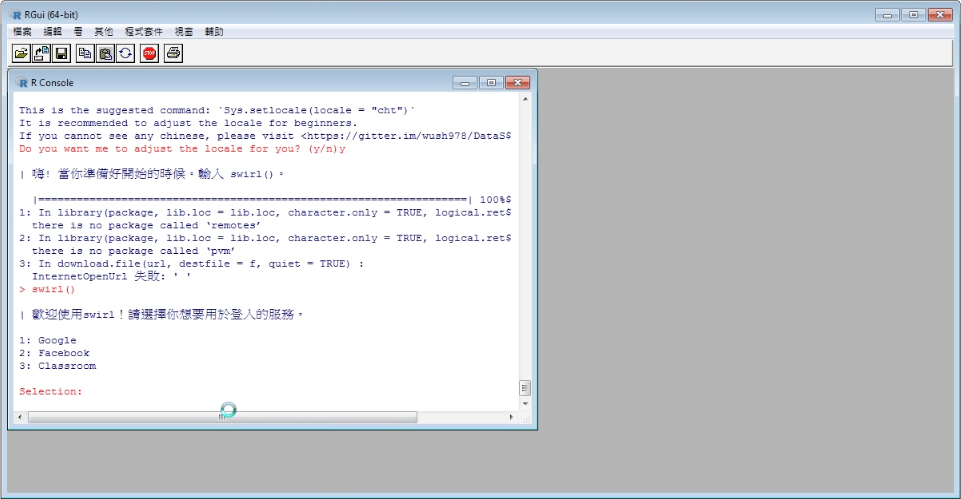 RGui (64-bit)
檔案 編輯 看 其他 程式套件 視窗 輔助
STOP
R Console
This is the suggested command: `Sys.setlocale(locale = "cht")`
It is recommended to adjust the locale for beginners.
If you cannot see any chinese, please visit <https://gitter.im/wush978/DataS$
Do you want me to adjust the locale for you? (y/n)y
| 嗨! 當你準備好開始的時候。輸入 swirl()。
|===================================================================| 100%$
1: In library(package, lib.loc = lib.loc, character.only = TRUE, logical.ret$
there is no package called ‘remotes’
2: In library(package, lib.loc = lib.loc, character.only = TRUE, logical.ret$
there is no package called ‘pvm’
3: In download.file(url, destfile = f, quiet = TRUE) :
InternetOpenUrl 失敗: ' '
> swirl()
| 歡迎使用swirl！請選擇你想要用於登入的服務。
1: Google
2: Facebook
3: Classroom
Selection: